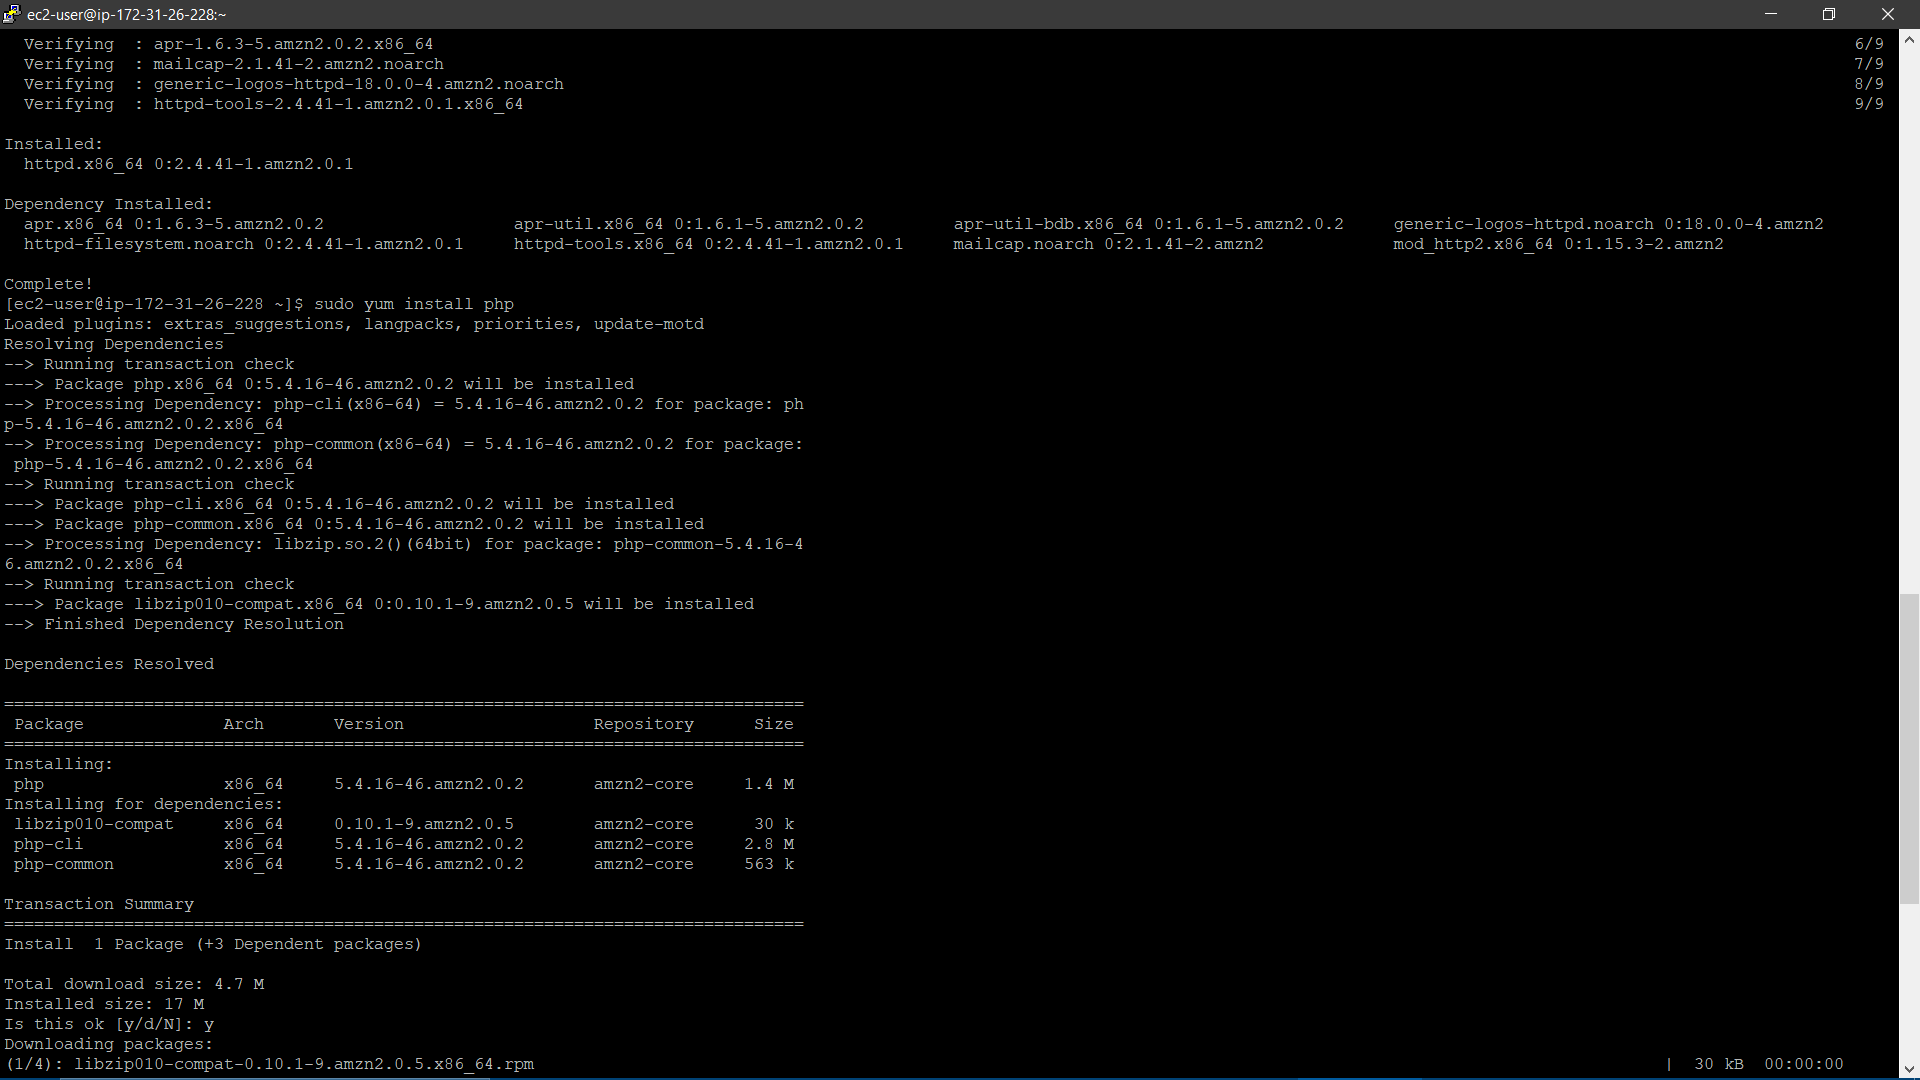 ec2-user@ip-172-31-26-228:~
  Verifying  : apr-1.6.3-5.amzn2.0.2.x86_64                                                                                                                                              6/9
  Verifying  : mailcap-2.1.41-2.amzn2.noarch                                                                                                                                             7/9
  Verifying  : generic-logos-httpd-18.0.0-4.amzn2.noarch                                                                                                                                 8/9
  Verifying  : httpd-tools-2.4.41-1.amzn2.0.1.x86_64                                                                                                                                     9/9
Installed:
  httpd.x86_64 0:2.4.41-1.amzn2.0.1
Dependency Installed:
  apr.x86_64 0:1.6.3-5.amzn2.0.2                   apr-util.x86_64 0:1.6.1-5.amzn2.0.2         apr-util-bdb.x86_64 0:1.6.1-5.amzn2.0.2     generic-logos-httpd.noarch 0:18.0.0-4.amzn2
  httpd-filesystem.noarch 0:2.4.41-1.amzn2.0.1     httpd-tools.x86_64 0:2.4.41-1.amzn2.0.1     mailcap.noarch 0:2.1.41-2.amzn2             mod_http2.x86_64 0:1.15.3-2.amzn2
Complete!
[ec2-user@ip-172-31-26-228 ~]$ sudo yum install php
Loaded plugins: extras_suggestions, langpacks, priorities, update-motd
Resolving Dependencies
--> Running transaction check
---> Package php.x86_64 0:5.4.16-46.amzn2.0.2 will be installed
--> Processing Dependency: php-cli(x86-64) = 5.4.16-46.amzn2.0.2 for package: ph
p-5.4.16-46.amzn2.0.2.x86_64
--> Processing Dependency: php-common(x86-64) = 5.4.16-46.amzn2.0.2 for package:
 php-5.4.16-46.amzn2.0.2.x86_64
--> Running transaction check
---> Package php-cli.x86_64 0:5.4.16-46.amzn2.0.2 will be installed
---> Package php-common.x86_64 0:5.4.16-46.amzn2.0.2 will be installed
--> Processing Dependency: libzip.so.2()(64bit) for package: php-common-5.4.16-4
6.amzn2.0.2.x86_64
--> Running transaction check
---> Package libzip010-compat.x86_64 0:0.10.1-9.amzn2.0.5 will be installed
--> Finished Dependency Resolution
Dependencies Resolved
================================================================================
 Package              Arch       Version                   Repository      Size
================================================================================
Installing:
 php                  x86_64     5.4.16-46.amzn2.0.2       amzn2-core     1.4 M
Installing for dependencies:
 libzip010-compat     x86_64     0.10.1-9.amzn2.0.5        amzn2-core      30 k
 php-cli              x86_64     5.4.16-46.amzn2.0.2       amzn2-core     2.8 M
 php-common           x86_64     5.4.16-46.amzn2.0.2       amzn2-core     563 k
Transaction Summary
================================================================================
Install  1 Package (+3 Dependent packages)
Total download size: 4.7 M
Installed size: 17 M
Is this ok [y/d/N]: y
Downloading packages:
(1/4): libzip010-compat-0.10.1-9.amzn2.0.5.x86_64.rpm                                                                                                                 |  30 kB  00:00:00